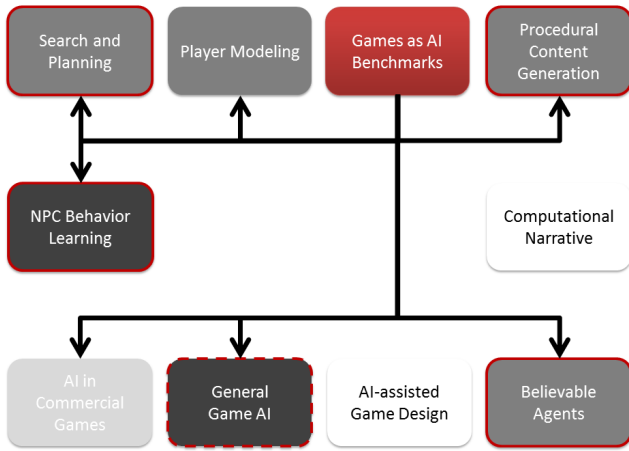 Search and
Planning
Player Modeling
Games as AI
Benchmarks
Procedural
Content
Generation
NPC Behavior
Learning
Computational
Narrative
AI in
Commercial
Games
General
Game AI
AI-assisted
Game Design
Believable
Agents